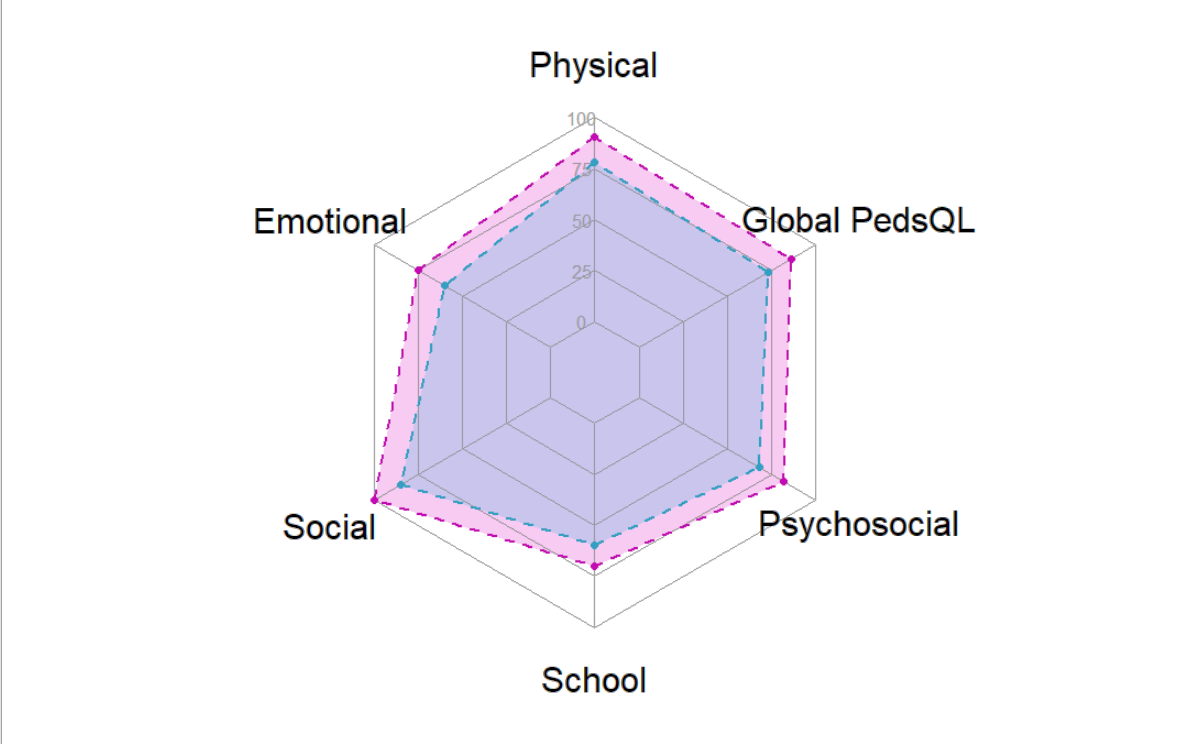 Physical
100
75
Emotional
Global PedsQL
50
25
0
Social
Psychosocial
School